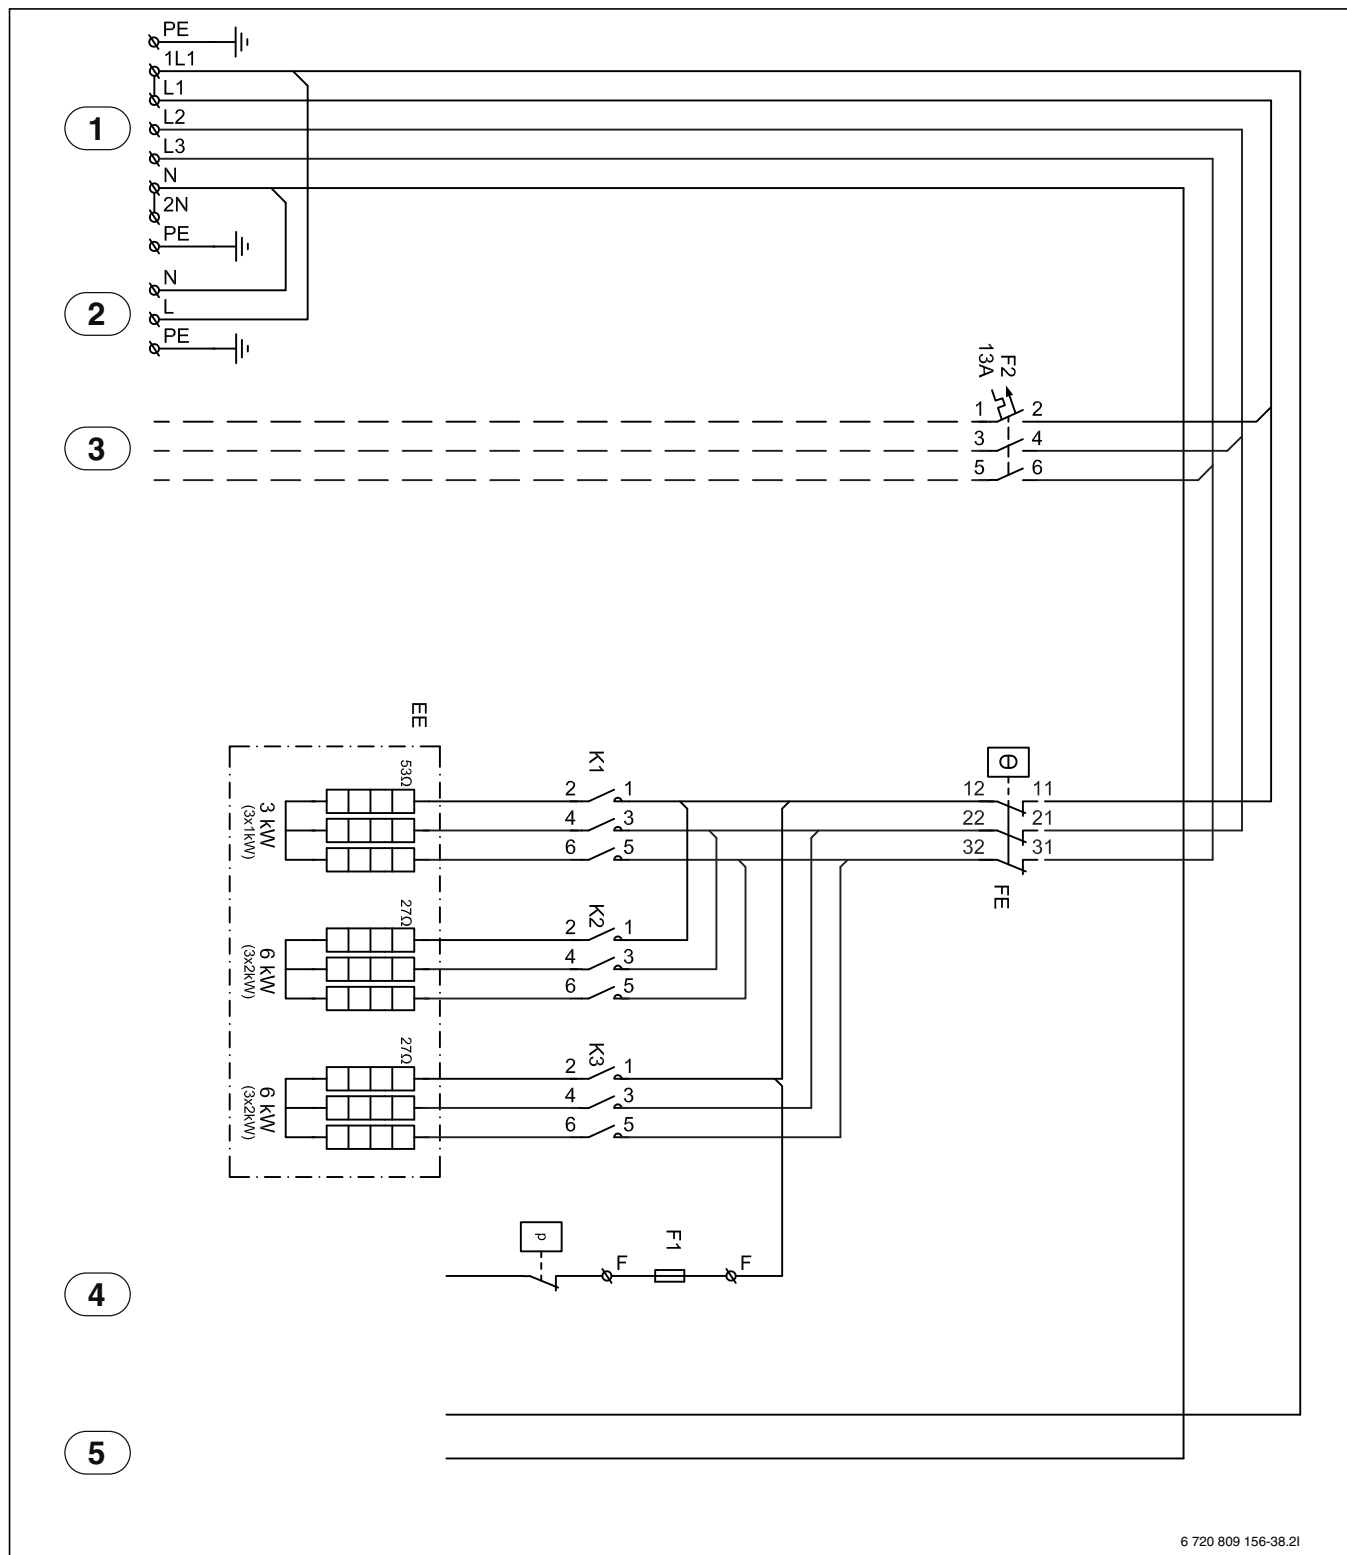 PE
1L1
L1
1
L2
L3
N
2N
PE
N
2
L
PE
F2
13A
1 2
3
3 4
5 6
EE
53Ω
K1
2 1
12 11
3 kW
(3x1kW)
4 3
22 21
6 5
32 31
FE
27Ω
K2
2 1
6 kW
(3x2kW)
4 3
6 5
27Ω
K3
2 1
6 kW
(3x2kW)
4 3
6 5
p
F1
F F
4
5
6 720 809 156-38.2I